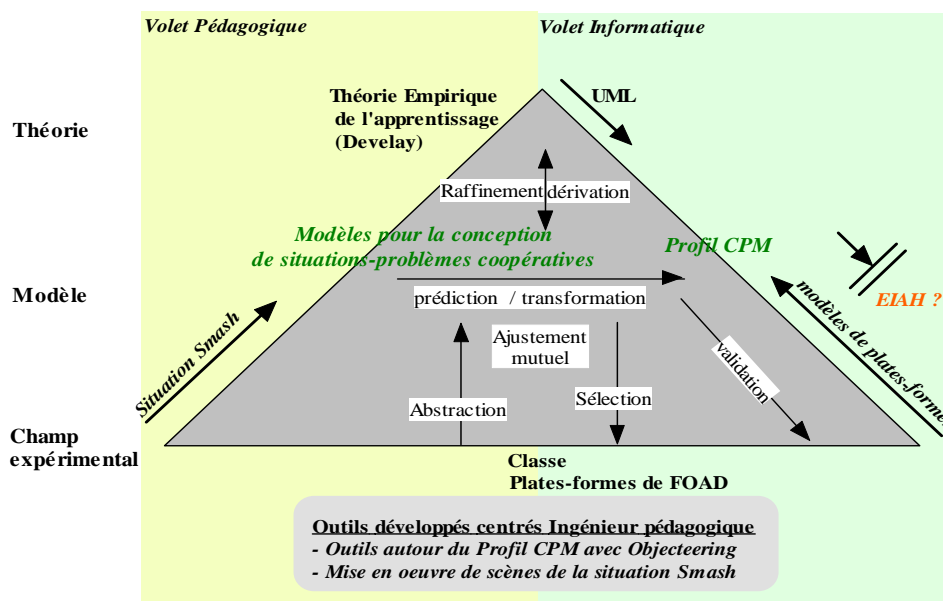 Volet Pédagogique
Volet Informatique
Théorie Empirique
de l'apprentissage
(Develay)
UML
Théorie
Raffinement dérivation
Modèles pour la conception
de situations-problèmes coopératives
Profil CPM
EIAH ?
Modèle
prédiction / transformation
modèles de plates-formes
Situation Smash
Ajustement
mutuel
validation
Abstraction
Sélection
Champ
expérimental
Classe
Plates-formes de FOAD
Outils développés centrés Ingénieur pédagogique
- Outils autour du Profil CPM avec Objecteering
- Mise en oeuvre de scènes de la situation Smash